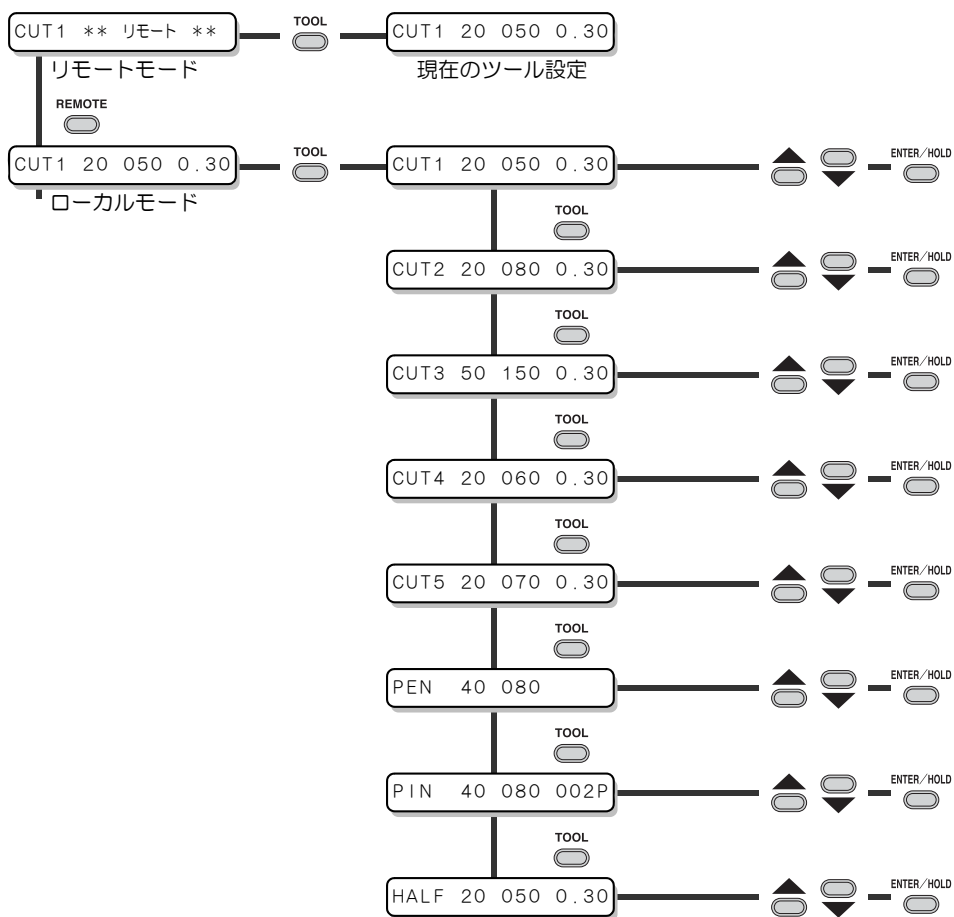 TOOL
CUT1 ** リモート ** CUT1 20 050 0.30
リモートモード 現在のツール設定
REMOTE
TOOL ENTER/HOLD
CUT1 20 050 0.30 CUT1 20 050 0.30
ローカルモード
TOOL
ENTER/HOLD
CUT2 20 080 0.30
TOOL
ENTER/HOLD
CUT3 50 150 0.30
TOOL
ENTER/HOLD
CUT4 20 060 0.30
TOOL
ENTER/HOLD
CUT5 20 070 0.30
TOOL
ENTER/HOLD
PEN 40 080
TOOL
ENTER/HOLD
PIN 40 080 002P
TOOL
ENTER/HOLD
HALF 20 050 0.30